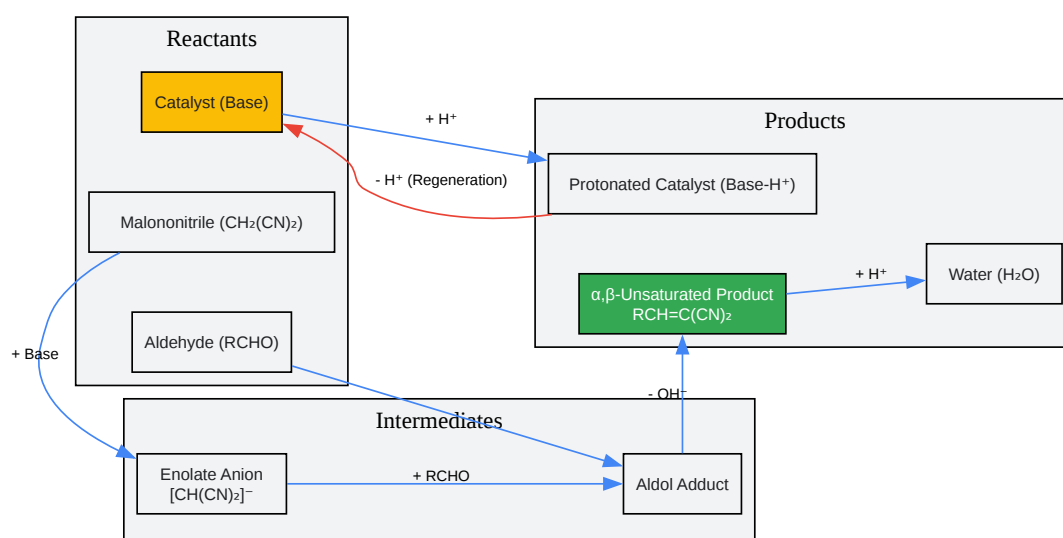 Reactants
Catalyst (Base)
+ H⁺
Products
- H⁺ (Regeneration)
Protonated Catalyst (Base-H⁺)
Malononitrile (CH₂(CN)₂)
+ H⁺
Water (H₂O)
α,β-Unsaturated Product
RCH=C(CN)₂
Aldehyde (RCHO)
+ Base
- OH⁻
Intermediates
Enolate Anion
[CH(CN)₂]⁻
+ RCHO
Aldol Adduct